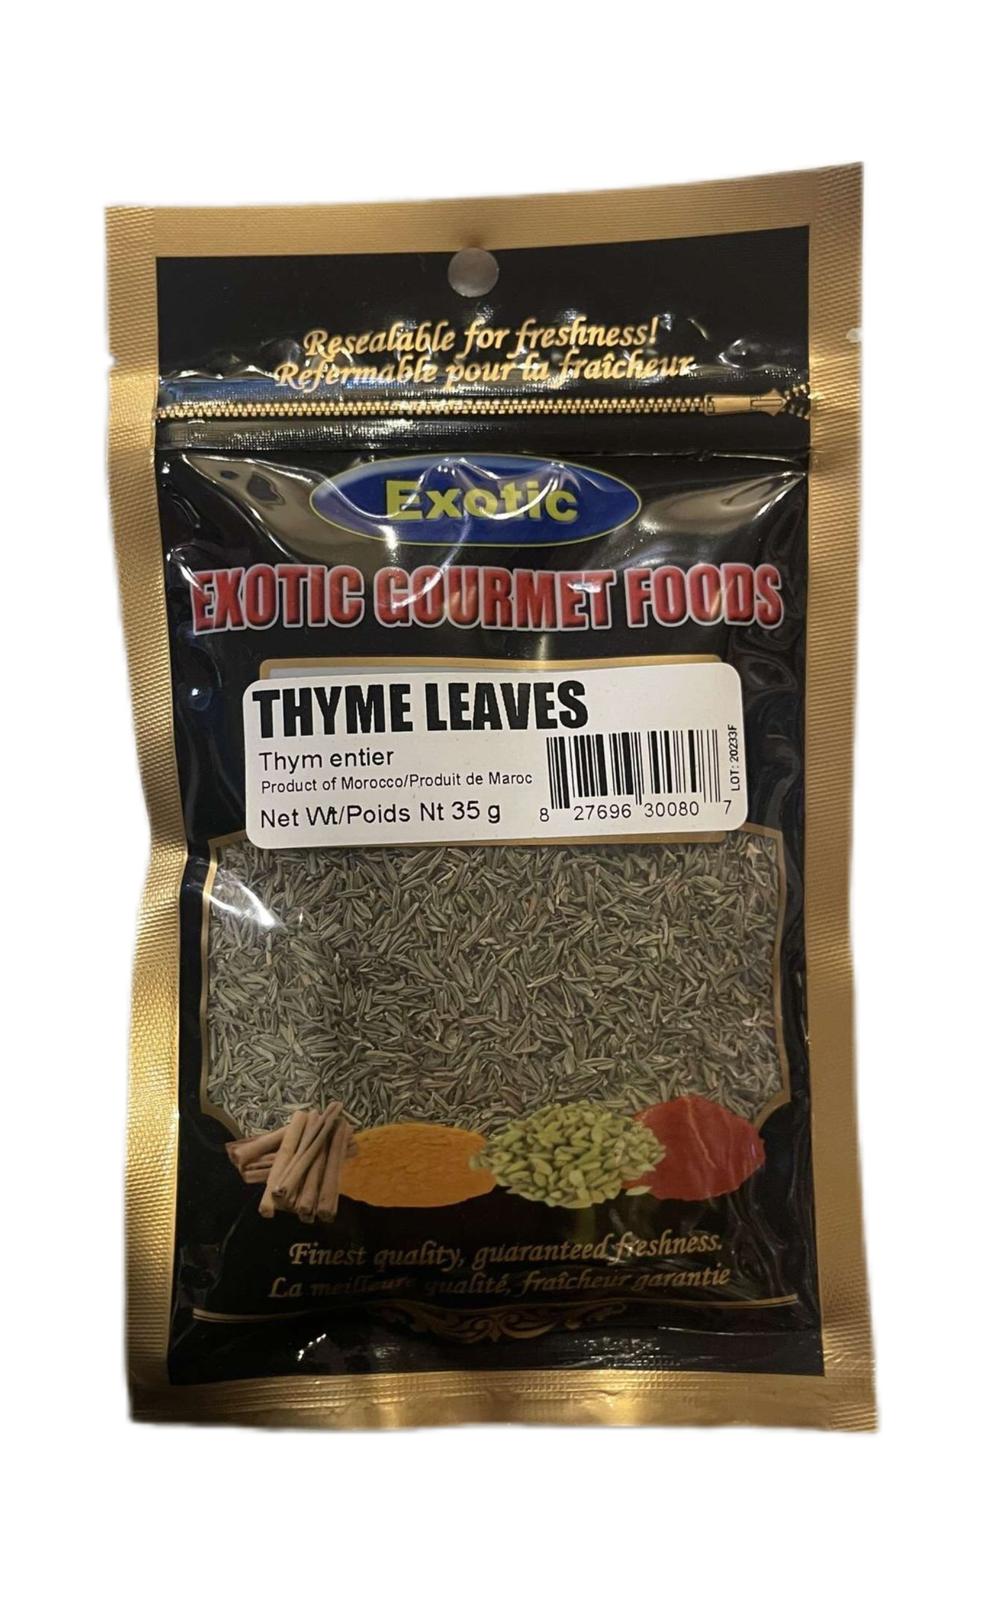 Resealable for freshness!
Refermable pour la fraîcheur
Exotic
EXOTIC GOURMET FOODS
THYME LEAVES
Thym entier
Product of Morocco/Produit de Maroc
Net Wt/Poids Nt 35 g
8 27696 30080 7
LOT: 20233F
Finest quality, guaranteed freshness.
La meilleure qualité, fraîcheur garantie